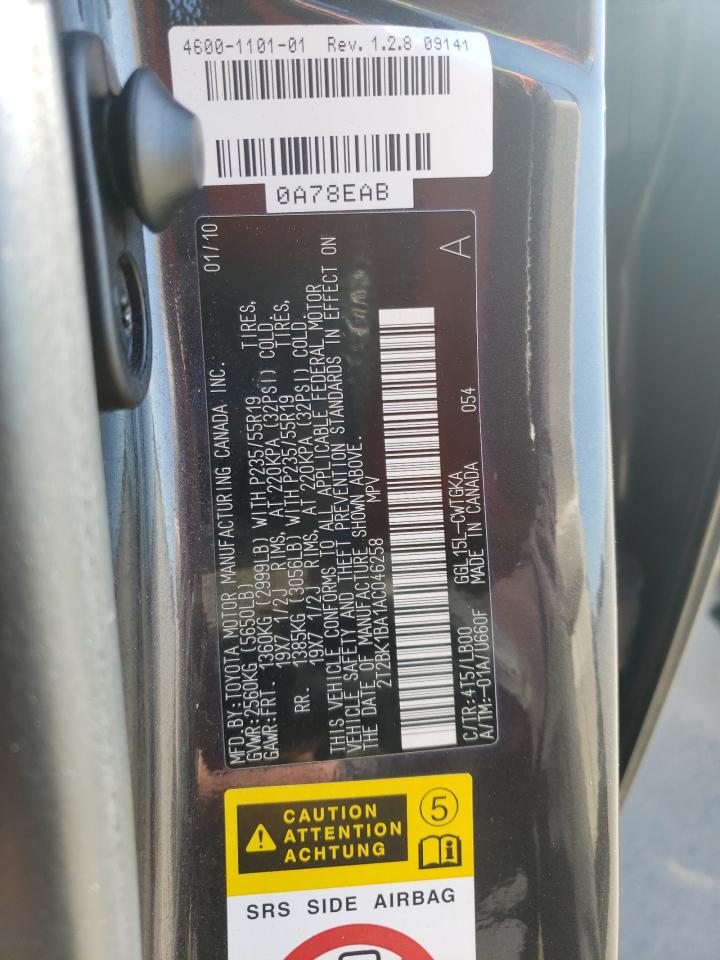 4600-1101-01 Rev. 1.2.8 09141
0A78EAB
MFD.BY:TOYOTA MOTOR MANUFACTURING CANADA INC. 01/10
GVWR:2560KG (5650LB)
GAWR:FRT. 1360KG (2999LB) WITH P235/55R19 TIRES,
19X7 1/2J RIMS, AT 220KPA (32PSI) COLD.
RR. 1385KG (3056LB) WITH P235/55R19 TIRES,
19X7 1/2J RIMS, AT 220KPA (32PSI) COLD.
THIS VEHICLE CONFORMS TO ALL APPLICABLE FEDERAL MOTOR
VEHICLE SAFETY AND THEFT PREVENTION STANDARDS IN EFFECT ON
THE DATE OF MANUFACTURE SHOWN ABOVE.
2T2BK1BA1AC046258 MPV
A
C/TR:4T5/LB00 GGL15L-CWTGKA
A/TM:-01A/U660F MADE IN CANADA 054
CAUTION
ATTENTION
ACHTUNG
5
SRS SIDE AIRBAG